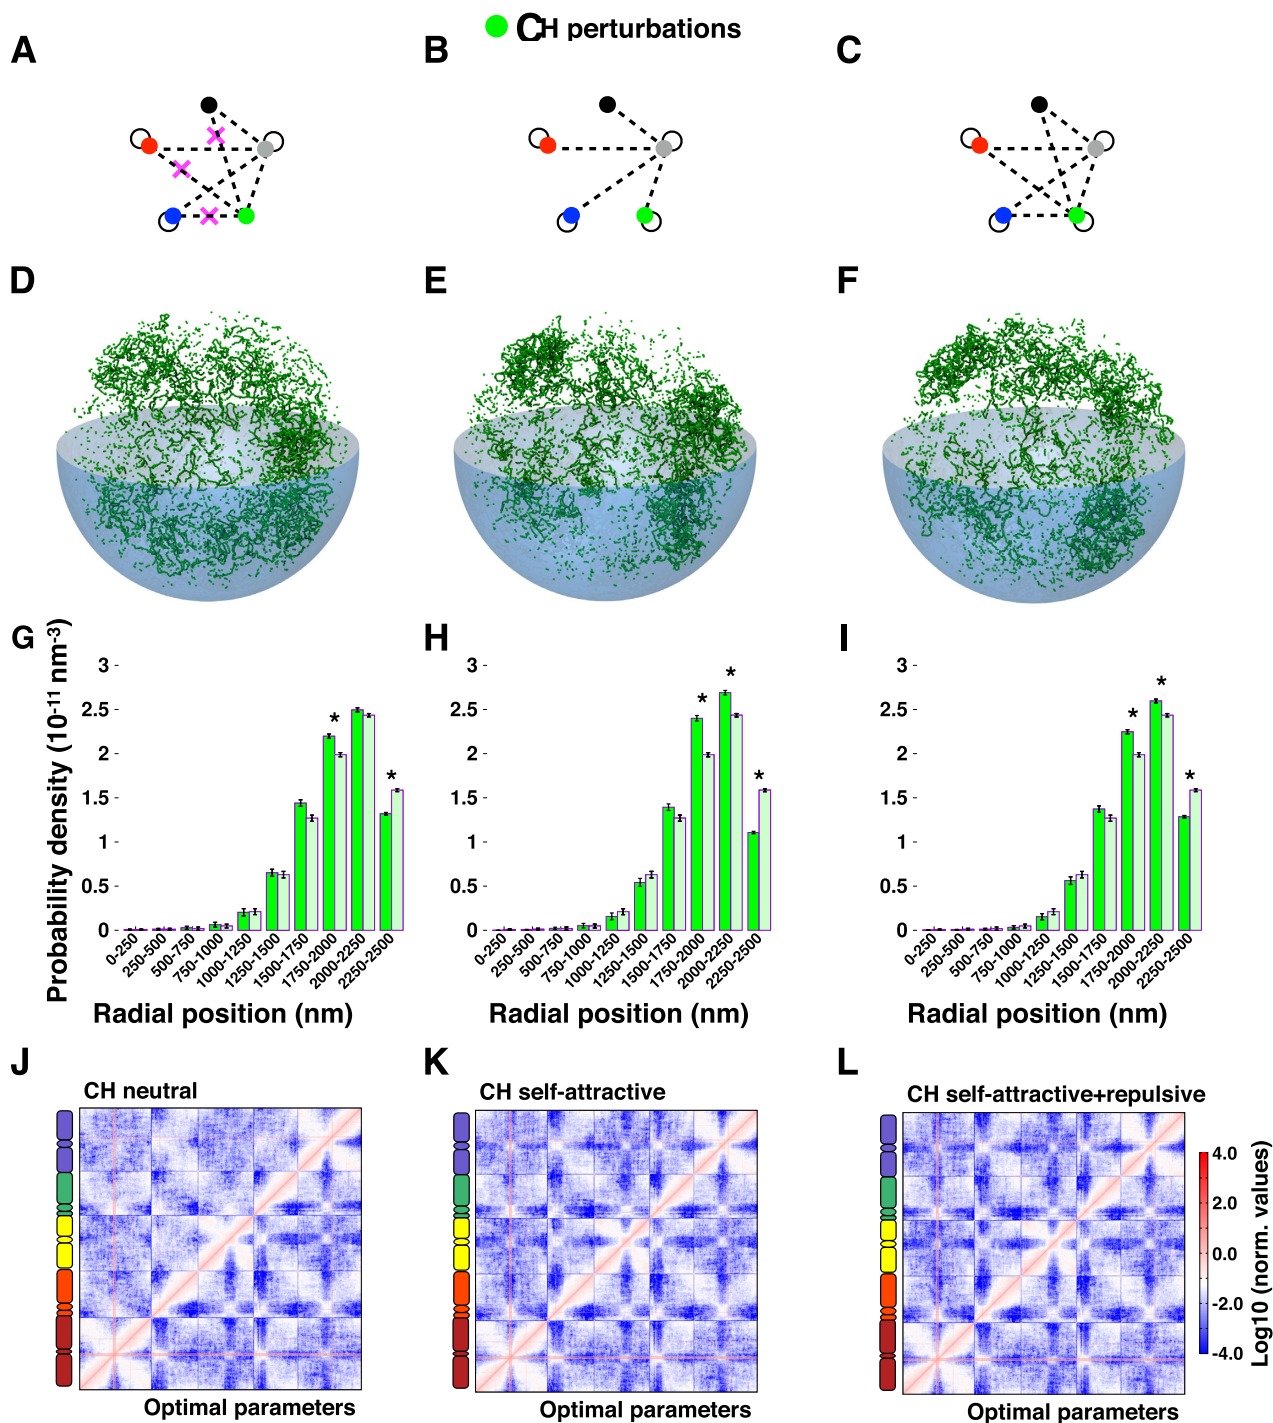 CH perturbations
A
B
C
D
E
F
G
H
I
Probability density (10-11 nm-3)
3
2.5
2
1.5
1
0.5
0
0-250
250-500
500-750
750-1000
1000-1250
1250-1500
1500-1750
1750-2000
2000-2250
2250-2500
* *
Radial position (nm)
3
2.5
2
1.5
1
0.5
0
0-250
250-500
500-750
750-1000
1000-1250
1250-1500
1500-1750
1750-2000
2000-2250
2250-2500
* * *
Radial position (nm)
3
2.5
2
1.5
1
0.5
0
0-250
250-500
500-750
750-1000
1000-1250
1250-1500
1500-1750
1750-2000
2000-2250
2250-2500
* * *
Radial position (nm)
J
CH neutral
Optimal parameters
K
CH self-attractive
Optimal parameters
L
CH self-attractive+repulsive
Optimal parameters
4.0
2.0
0.0
-2.0
-4.0
Log10 (norm. values)